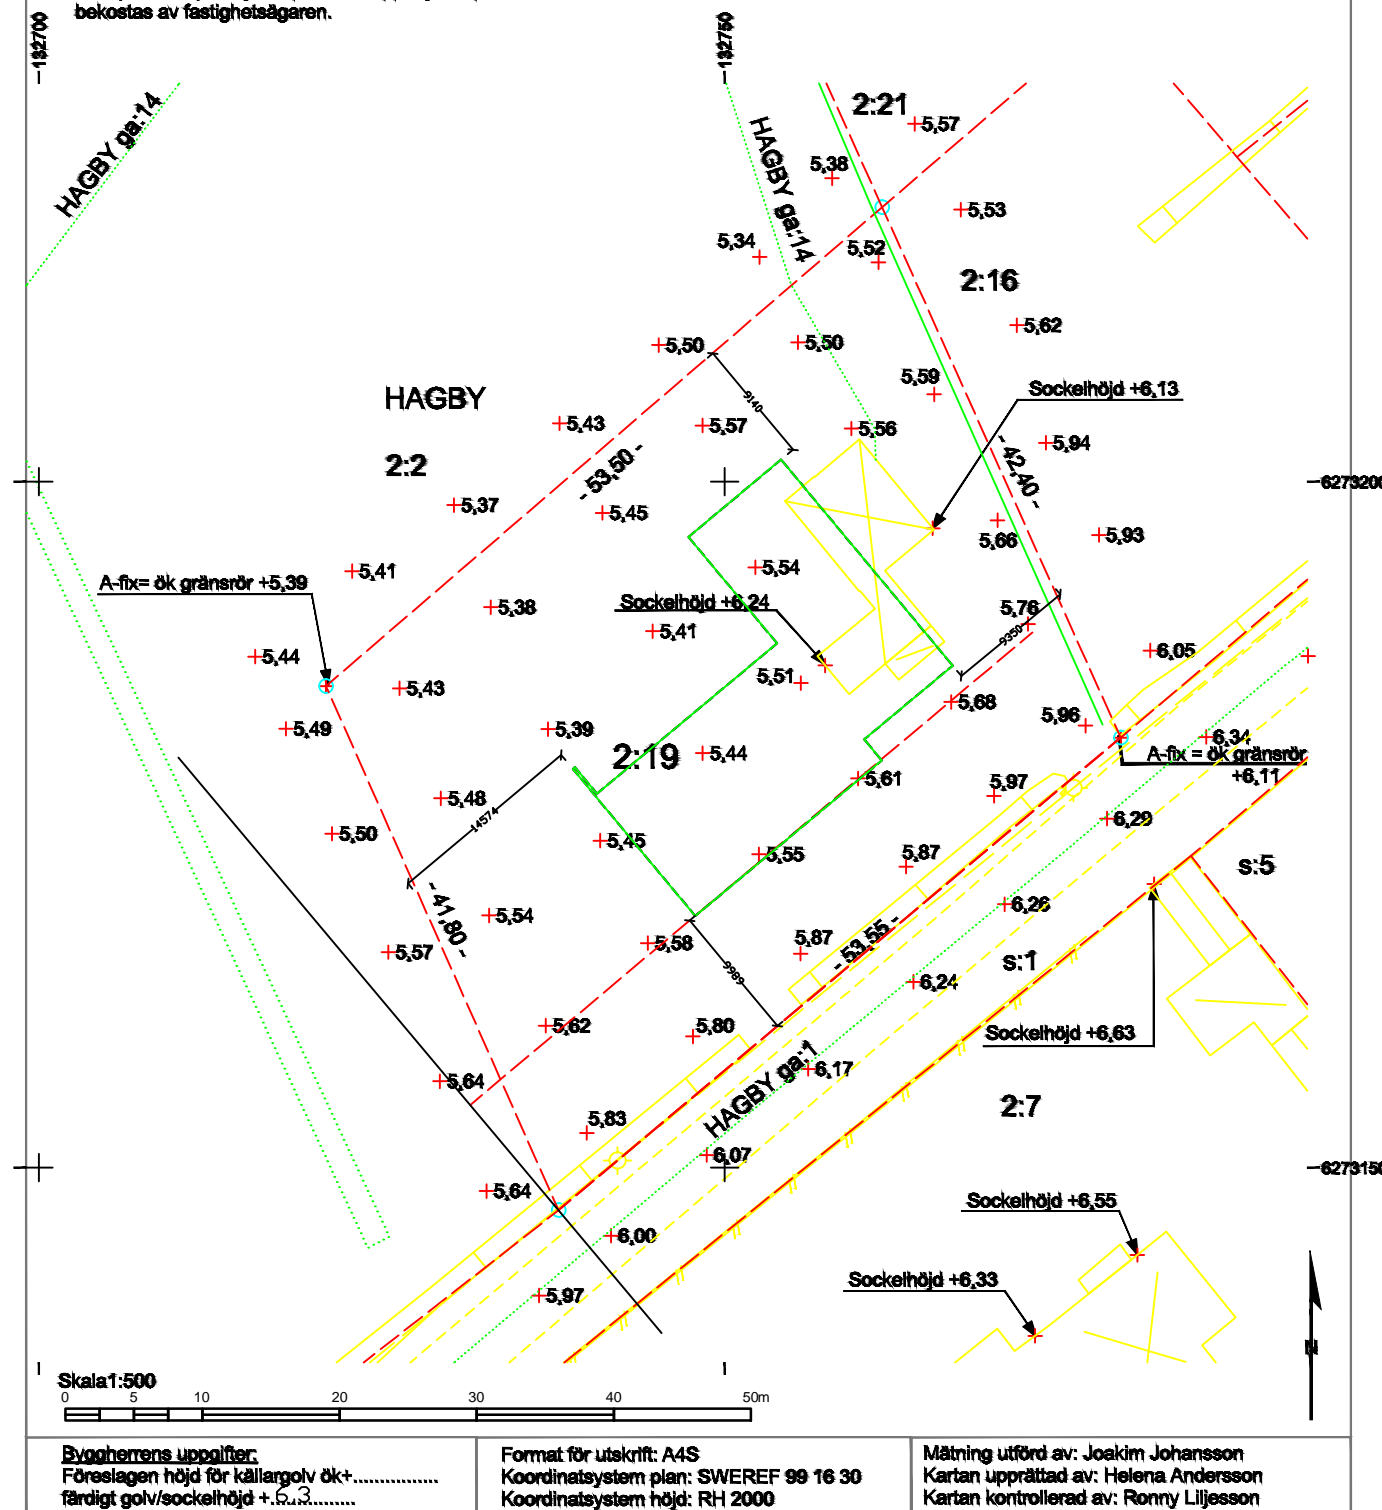 bekostas av fastighetsägaren.
132700
132750
HAGBY ga:14
HAGBY ga:14
2:21
5,57
5,38
5,53
5,34
5,52
2:16
5,62
5,50
5,50
5,59
Sockelhöjd +6,13
HAGBY
9140
5,43
5,57
5,56
5,94
2:2
- 53,50 -
- 42,40 -
6273200
5,37
5,45
5,66
5,93
5,41
5,54
A-fix= ök gränsrör +5,39
5,38
Sockelhöjd +6,24
5,76
5,41
9350
6,05
5,44
5,51
5,43
5,68
5,49
5,39
5,96
6,34
2:19
5,44
A-fix = ök gränsrör
+6,11
5,61
5,97
5,48
14574
6,29
5,50
5,45
5,55
5,87
s:5
5,54
- 41,80 -
6,26
5,57
5,58
5,87
- 53,55 -
s:1
9989
6,24
5,62
5,80
Sockelhöjd +6,63
5,64
6,17
HAGBY ga:1
2:7
5,83
6,07
6273150
5,64
Sockelhöjd +6,55
6,00
Sockelhöjd +6,33
5,97
N
Skala1:500
0 5 10 20 30 40 50m
Byggherrens uppgifter:
Föreslagen höjd för källargolv ök+................
färdigt golv/sockelhöjd +.6.3..........
Format för utskrift: A4S
Koordinatsystem plan: SWEREF 99 16 30
Koordinatsystem höjd: RH 2000
Mätning utförd av: Joakim Johansson
Kartan upprättad av: Helena Andersson
Kartan kontrollerad av: Ronny Liljesson